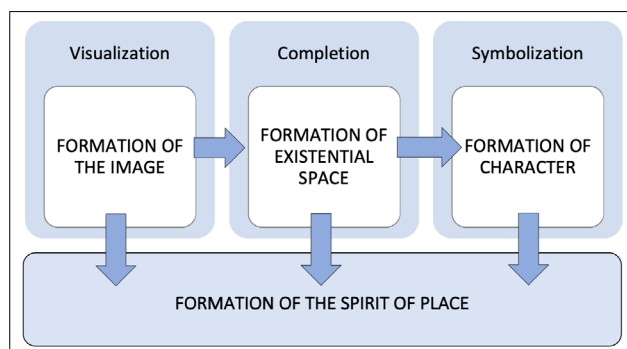 Visualization
Completion
Symbolization
FORMATION OF
THE IMAGE
FORMATION OF
EXISTENTIAL
SPACE
FORMATION OF
CHARACTER
FORMATION OF THE SPIRIT OF PLACE